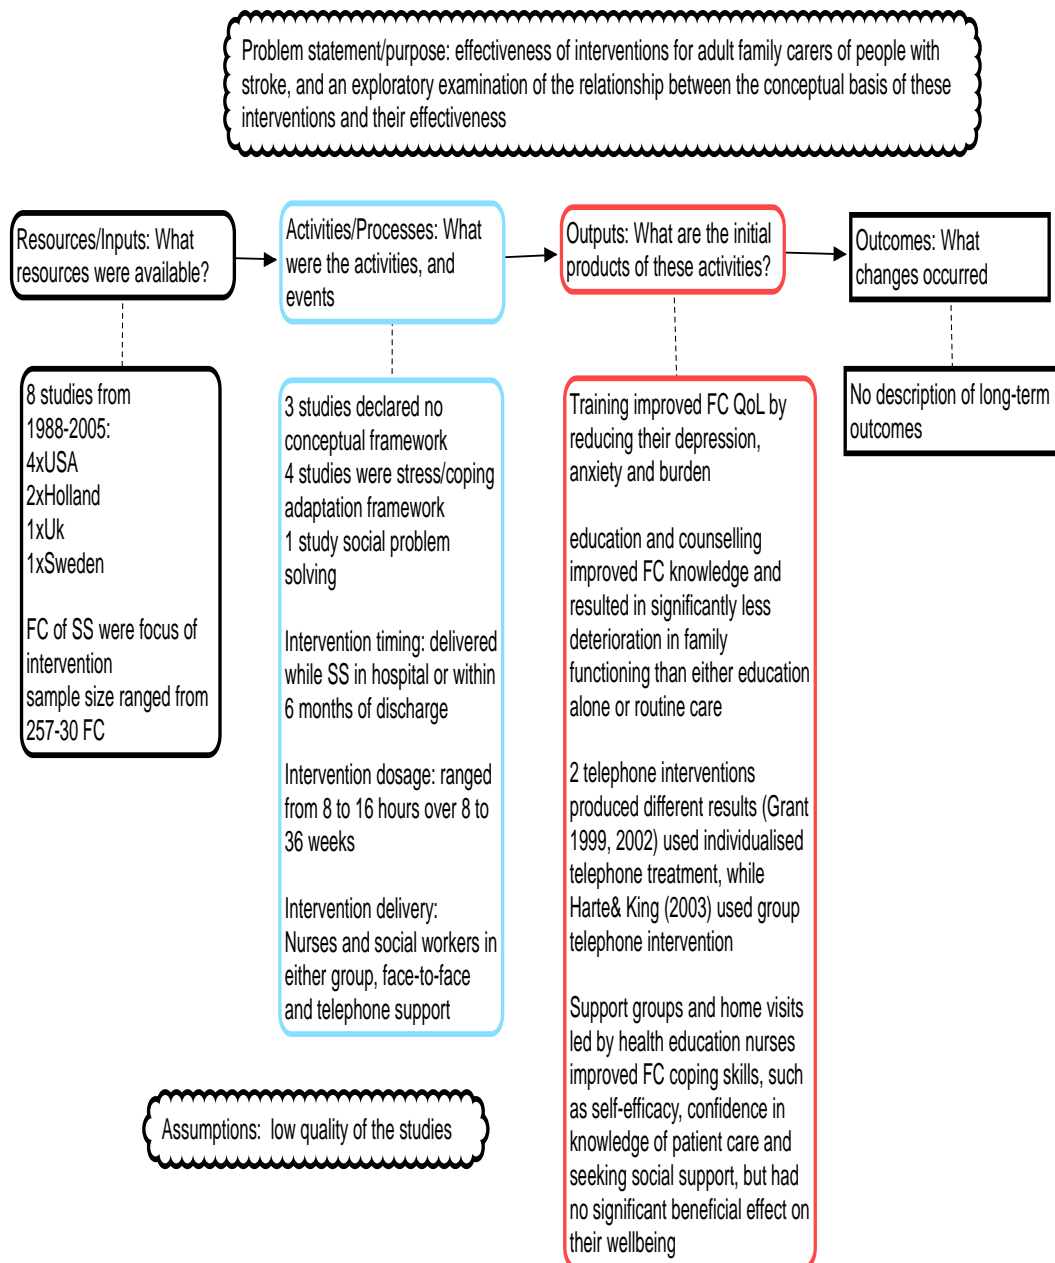 Problem statement/purpose: effectiveness of interventions for adult family carers of people with
stroke, and an exploratory examination of the relationship between the conceptual basis of these
interventions and their effectiveness
Resources/Inputs: What
resources were available?
Activities/Processes: What
were the activities, and
events
Outputs: What are the initial
products of these activities?
Outcomes: What
changes occurred
8 studies from
1988-2005:
4xUSA
2xHolland
1xUk
1xSweden
FC of SS were focus of
intervention
sample size ranged from
257-30 FC
3 studies declared no
conceptual framework
4 studies were stress/coping
adaptation framework
1 study social problem
solving
Intervention timing: delivered
while SS in hospital or within
6 months of discharge
Intervention dosage: ranged
from 8 to 16 hours over 8 to
36 weeks
Intervention delivery:
Nurses and social workers in
either group, face-to-face
and telephone support
Training improved FC QoL by
reducing their depression,
anxiety and burden
education and counselling
improved FC knowledge and
resulted in significantly less
deterioration in family
functioning than either education
alone or routine care
2 telephone interventions
produced different results (Grant
1999, 2002) used individualised
telephone treatment, while
Harte& King (2003) used group
telephone intervention
Support groups and home visits
led by health education nurses
improved FC coping skills, such
as self-efficacy, confidence in
knowledge of patient care and
seeking social support, but had
no significant beneficial effect on
their wellbeing
No description of long-term
outcomes
Assumptions: low quality of the studies